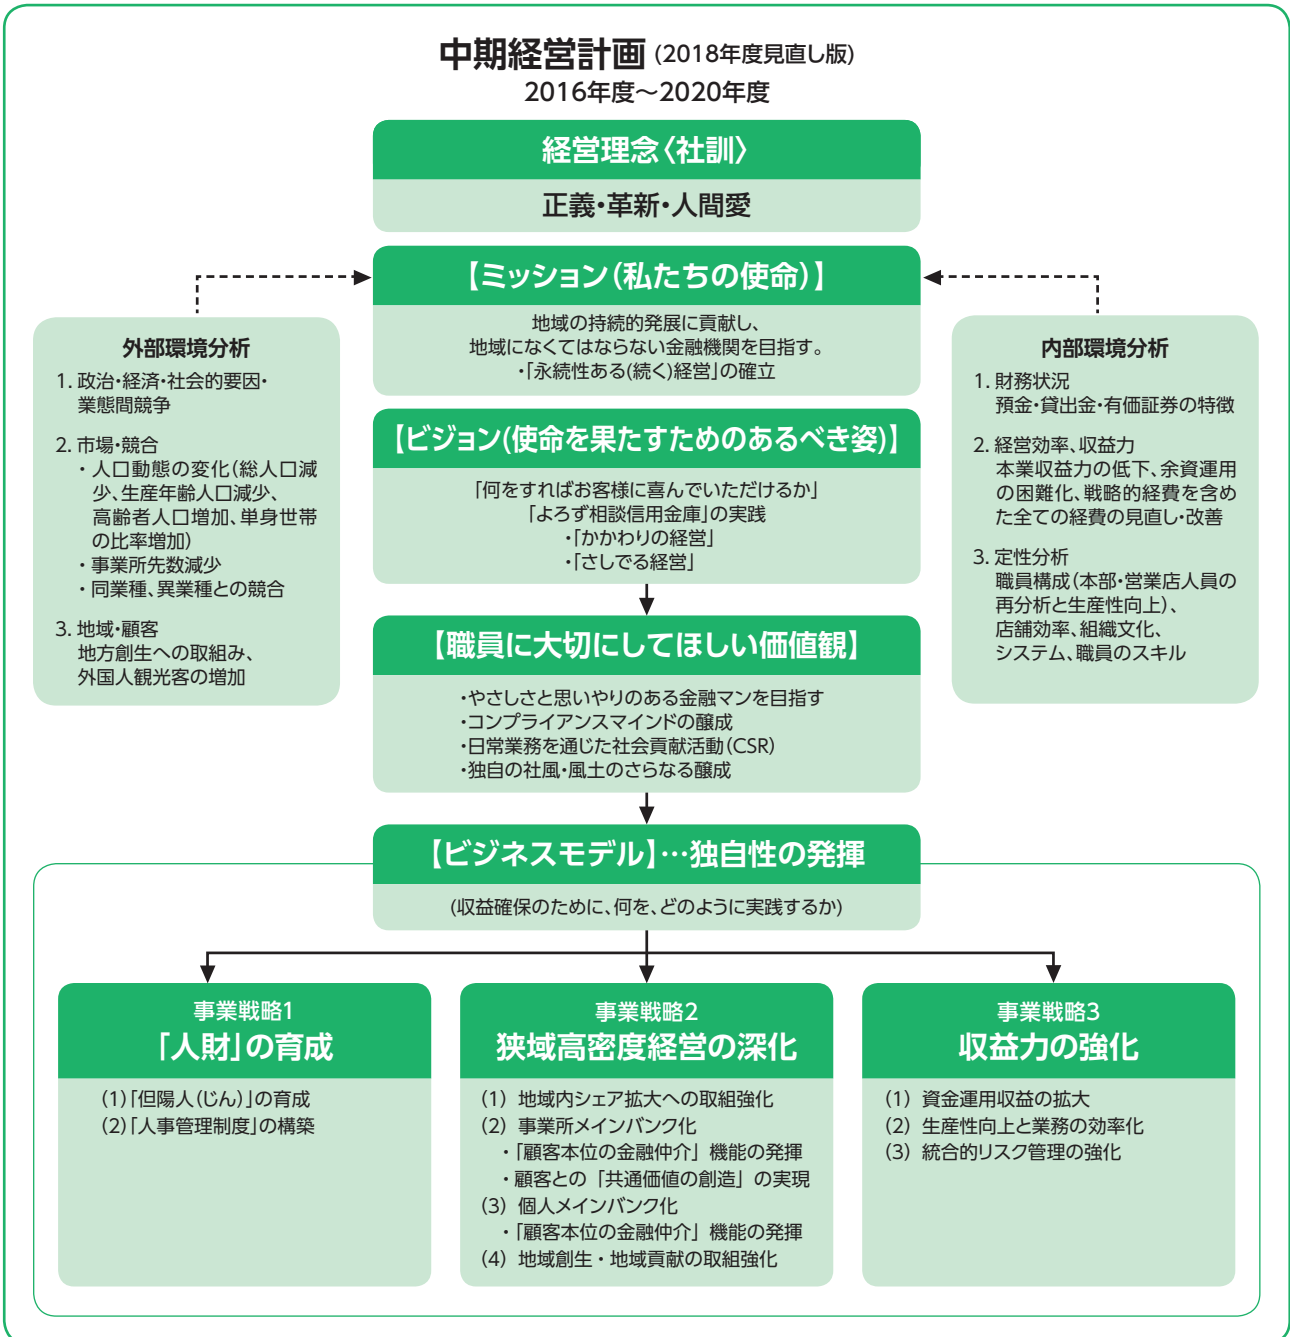 中期経営計画 (2018年度見直し版)
2016年度～2020年度
経営理念〈社訓〉
正義・革新・人間愛
【ミッション(私たちの使命)】
地域の持続的発展に貢献し、
地域になくてはならない金融機関を目指す。
・「永続性ある(続く)経営」の確立
外部環境分析
1. 政治・経済・社会的要因・
業態間競争
2. 市場・競合
・人口動態の変化(総人口減
少、生産年齢人口減少、
高齢者人口増加、単身世帯
の比率増加)
・事業所先数減少
・同業種、異業種との競合
3. 地域・顧客
地方創生への取組み、
外国人観光客の増加
内部環境分析
1. 財務状況
預金・貸出金・有価証券の特徴
2. 経営効率、収益力
本業収益力の低下、余資運用
の困難化、戦略的経費を含め
た全ての経費の見直し・改善
3. 定性分析
職員構成(本部・営業店人員の
再分析と生産性向上)、
店舗効率、組織文化、
システム、職員のスキル
【ビジョン(使命を果たすためのあるべき姿)】
「何をすればお客様に喜んでいただけるか」
「よろず相談信用金庫」の実践
・「かかわりの経営」
・「さしでる経営」
【職員に大切にしてほしい価値観】
・やさしさと思いやりのある金融マンを目指す
・コンプライアンスマインドの醸成
・日常業務を通じた社会貢献活動(CSR)
・独自の社風・風土のさらなる醸成
【ビジネスモデル】…独自性の発揮
(収益確保のために、何を、どのように実践するか)
事業戦略1
「人財」の育成
(1)「但陽人(じん)」の育成
(2)「人事管理制度」の構築
事業戦略2
狭域高密度経営の深化
(1) 地域内シェア拡大への取組強化
(2) 事業所メインバンク化
・「顧客本位の金融仲介」機能の発揮
・顧客との「共通価値の創造」の実現
(3) 個人メインバンク化
・「顧客本位の金融仲介」機能の発揮
(4) 地域創生・地域貢献の取組強化
事業戦略3
収益力の強化
(1) 資金運用収益の拡大
(2) 生産性向上と業務の効率化
(3) 統合的リスク管理の強化